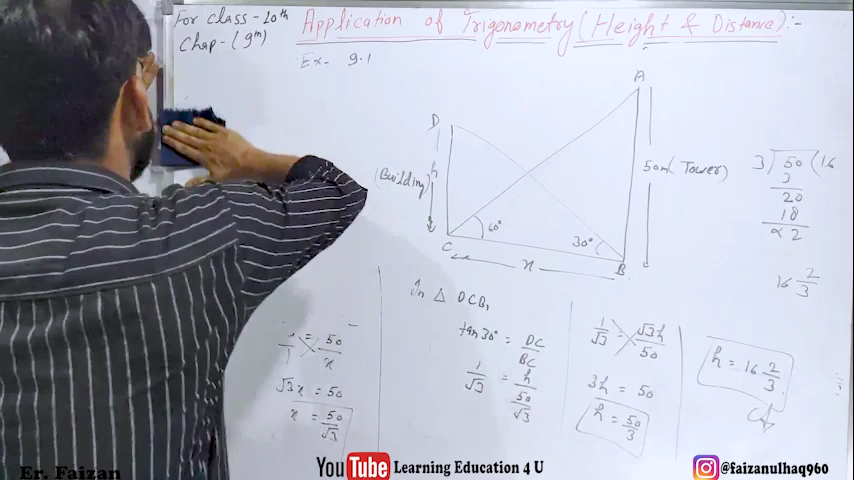 For class - 10th
Chap - (9th)
Application of Trigonometry (Height & Distance) :-
Ex- 9.1
A
D
(Building)
h
50m (Tower)
60°
30°
C
B
x
3) 50 (16
3
20
18
× 2
16 2/3
In △ DCB,
tan30° = DC/BC
1/√3 = h/(50/√3)
= 50/x
√3x = 50
x = 50/√3
1/√3 = √3h/50
3h = 50
h = 50/3
h = 16 2/3
Er. Faizan
YouTube Learning Education 4 U
@faizanulhaq960